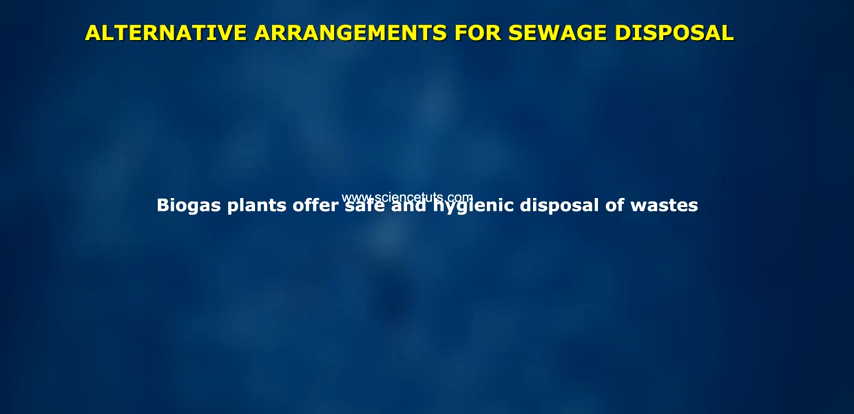 ALTERNATIVE ARRANGEMENTS FOR SEWAGE DISPOSAL
www.sciencetuts.com
Biogas plants offer safe and hygienic disposal of wastes